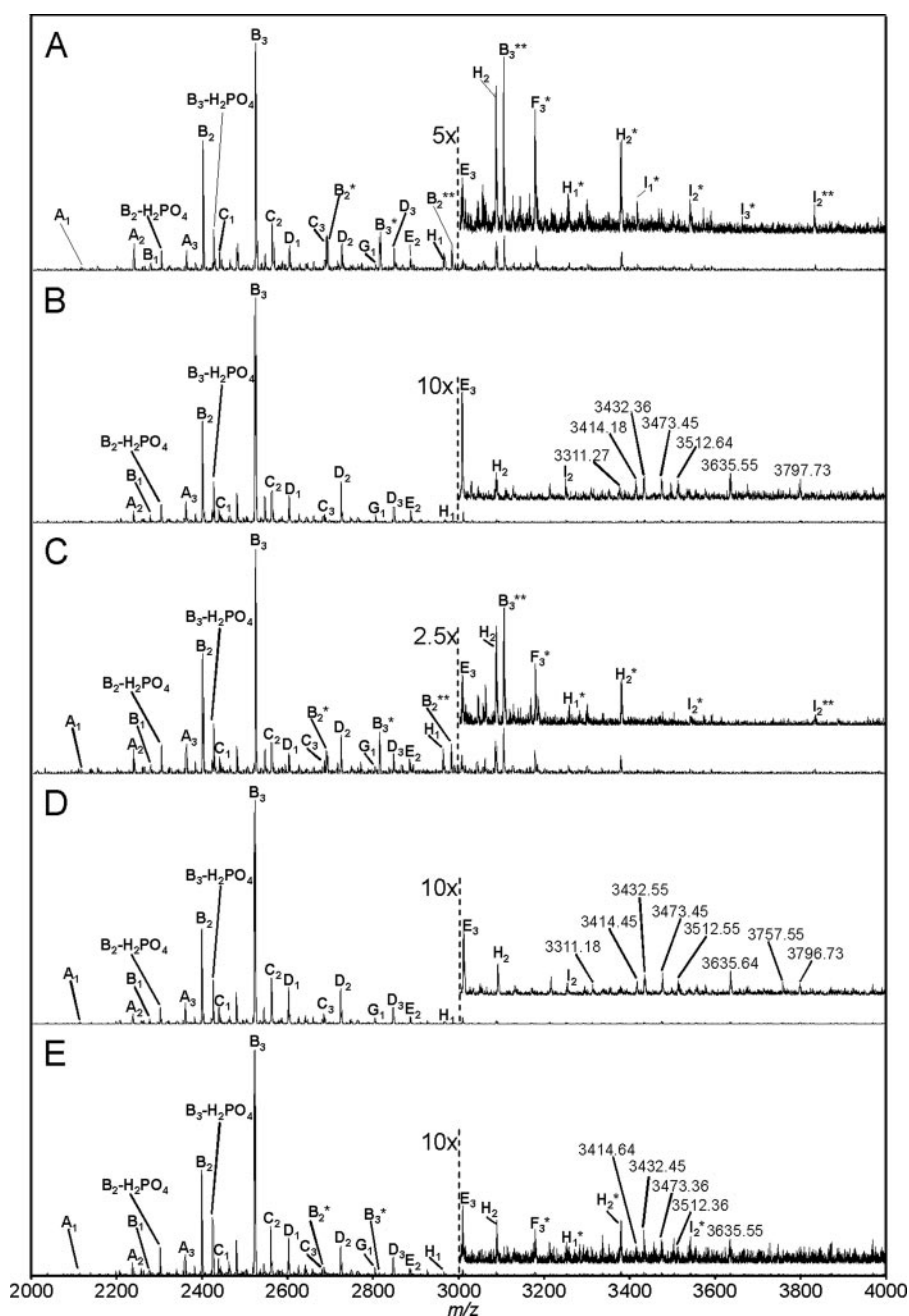 A
B₃
B₃-H₂PO₄
B₂
B₂-H₂PO₄
A₁
A₂
B₁
A₃
C₁
C₂
D₁
C₃
B₂*
D₂
G₁
B₃*
D₃
E₂
B₂**
H₁
5x
E₃
H₂
B₃**
F₃*
H₁*
H₂*
I₁*
I₂*
I₃*
I₂**
B
B₃
B₃-H₂PO₄
B₂
B₂-H₂PO₄
B₁
A₂
A₃
C₁
C₂
D₁
C₃
D₂
G₁
D₃
E₂
H₁
10x
E₃
H₂
I₂
3311.27
3414.18
3432.36
3473.45
3512.64
3635.55
3797.73
C
B₃
B₃-H₂PO₄
B₂
B₂-H₂PO₄
A₁
B₁
A₂
A₃
C₁
C₂
D₁
C₃
B₂*
D₂
G₁
B₃*
D₃
E₂
H₁
B₂**
2.5x
E₃
H₂
B₃**
F₃*
H₁*
H₂*
I₂*
I₂**
D
B₃
B₃-H₂PO₄
B₂
B₂-H₂PO₄
A₁
B₁
A₂
A₃
C₁
C₂
D₁
C₃
D₂
G₁
D₃
E₂
H₁
10x
E₃
H₂
I₂
3311.18
3414.45
3432.55
3473.45
3512.55
3635.64
3757.55
3796.73
E
B₃
B₃-H₂PO₄
B₂
B₂-H₂PO₄
A₁
B₁
A₂
A₃
C₁
C₂
D₁
C₃
B₂*
D₂
G₁
B₃*
D₃
E₂
H₁
10x
E₃
H₂
F₃*
H₁*
H₂*
3414.64
3432.45
3473.36
3512.36
I₂*
3635.55
2000 2200 2400 2600 2800 3000 3200 3400 3600 3800 4000
m/z